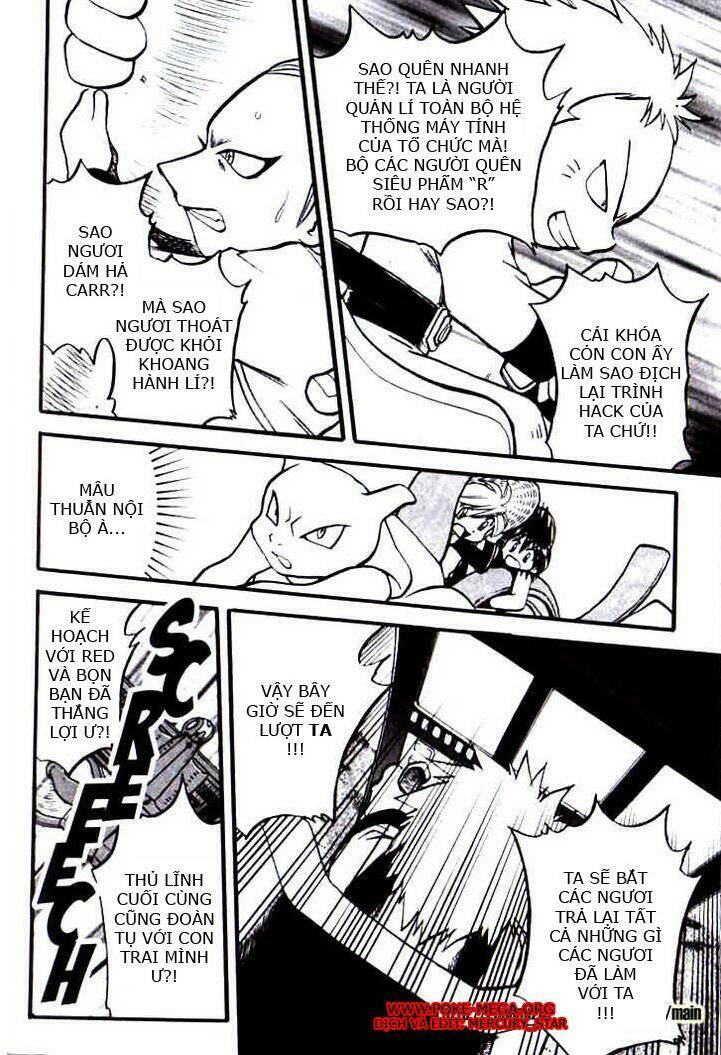 SAO QUÊN NHANH
THẾ?! TA LÀ NGƯỜI
QUẢN LÍ TOÀN BỘ HỆ
THỐNG MÁY TÍNH
CỦA TỔ CHỨC MÀ!
BỘ CÁC NGƯƠI QUÊN
SIÊU PHẨM “R”
RỒI HAY SAO?!
CÁI KHÓA
CỎN CON ẤY
LÀM SAO ĐỊCH
LẠI TRÌNH
HACK CỦA
TA CHỨ!!
SAO
NGƯƠI
DÁM HẠ
CARR?!
MÀ SAO
NGƯƠI THOÁT
ĐƯỢC KHỎI
KHOANG
HÀNH LÍ?!
MÂU
THUẪN NỘI
BỘ À...
KẾ
HOẠCH
VỚI RED
VÀ BỌN
BẠN ĐÃ
THẮNG
LỢI Ư?!
SCREEECH
THỦ LĨNH
CUỐI CÙNG
CŨNG ĐOÀN
TỤ VỚI CON
TRAI MÌNH
Ư?!
VẬY BÂY
GIỜ SẼ ĐẾN
LƯỢT TA
!!!
TA SẼ BẮT
CÁC NGƯƠI
TRẢ LẠI TẤT
CẢ NHỮNG GÌ
CÁC NGƯƠI
ĐÃ LÀM
VỚI TA
!!!
/main
WWW.POKE-MEGA.ORG
DỊCH VÀ EDIT: MERCURY_STAR